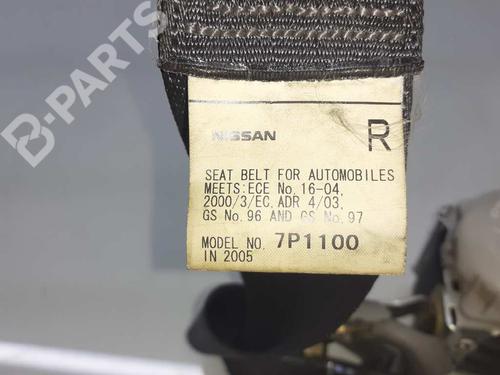 B-PARTS
NISSAN R
SEAT BELT FOR AUTOMOBILES
MEETS:ECE No. 16-04,
2000/3/EC, ADR 4/03,
GS No. 96 AND GS No. 97
MODEL NO. 7P1100
IN 2005